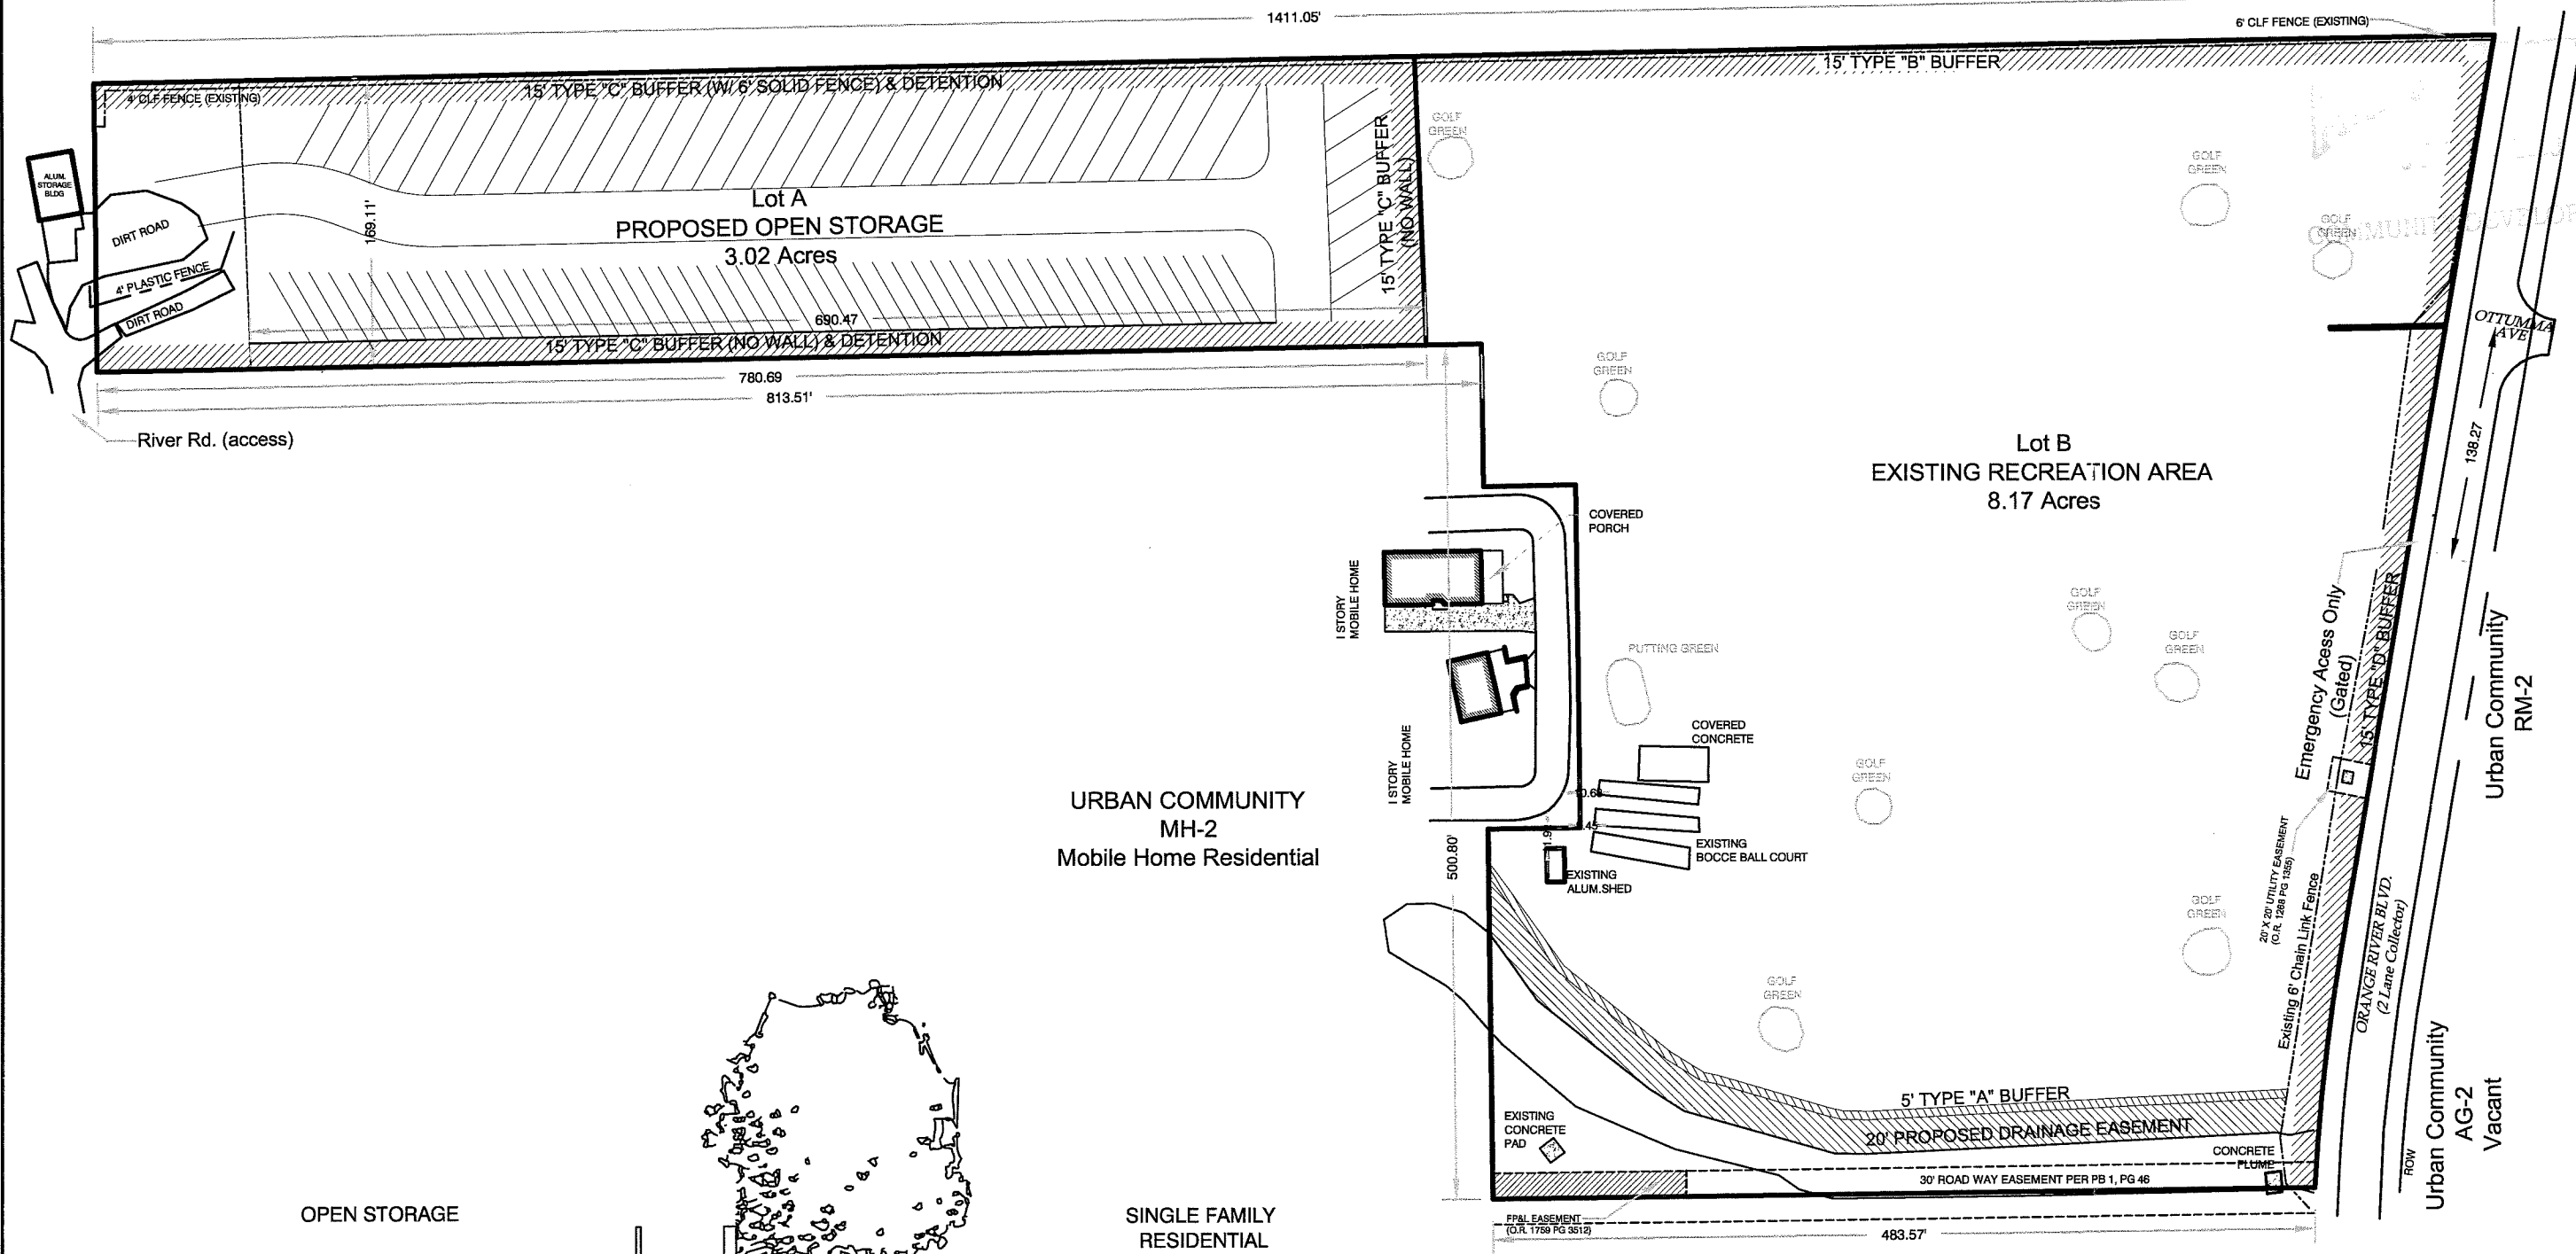 1411.05'
6' CLF FENCE (EXISTING)
15' TYPE "B" BUFFER
15' TYPE "C" BUFFER (W/ 6' SOLID FENCE) & DETENTION
4' CLF FENCE (EXISTING)
GOLF
GREEN
15' TYPE "C" BUFFER
(NO WALL)
GOLF
GREEN
ALUM.
STORAGE
BLDG
Lot A
PROPOSED OPEN STORAGE
3.02 Acres
169.11'
DIRT ROAD
GOLF
GREEN
4' PLASTIC FENCE
DIRT ROAD
690.47
15' TYPE "C" BUFFER (NO WALL) & DETENTION
OTTUMMA
AVE
780.69
813.51'
GOLF
GREEN
River Rd. (access)
138.27
Lot B
EXISTING RECREATION AREA
8.17 Acres
COVERED
PORCH
1 STORY
MOBILE HOME
GOLF
GREEN
GOLF
GREEN
PUTTING GREEN
Emergency Acess Only
(Gated)
15' TYPE "D" BUFFER
Urban Community
RM-2
COVERED
CONCRETE
1 STORY
MOBILE HOME
GOLF
GREEN
URBAN COMMUNITY
MH-2
Mobile Home Residential
500.80'
EXISTING
BOCCE BALL COURT
EXISTING
ALUM.SHED
20' X 20' UTILITY EASEMENT
(O.R. 1268 PG 1355)
GOLF
GREEN
Existing 6' Chain Link Fence
ORANGE RIVER BLVD.
(2 Lane Collector)
GOLF
GREEN
5' TYPE "A" BUFFER
20' PROPOSED DRAINAGE EASEMENT
EXISTING
CONCRETE
PAD
CONCRETE
FLUME
30' ROAD WAY EASEMENT PER PB 1, PG 46
ROW
Urban Community
AG-2
Vacant
OPEN STORAGE
SINGLE FAMILY
RESIDENTIAL
FP&L EASEMENT
(O.R. 1759 PG 3512)
483.57'